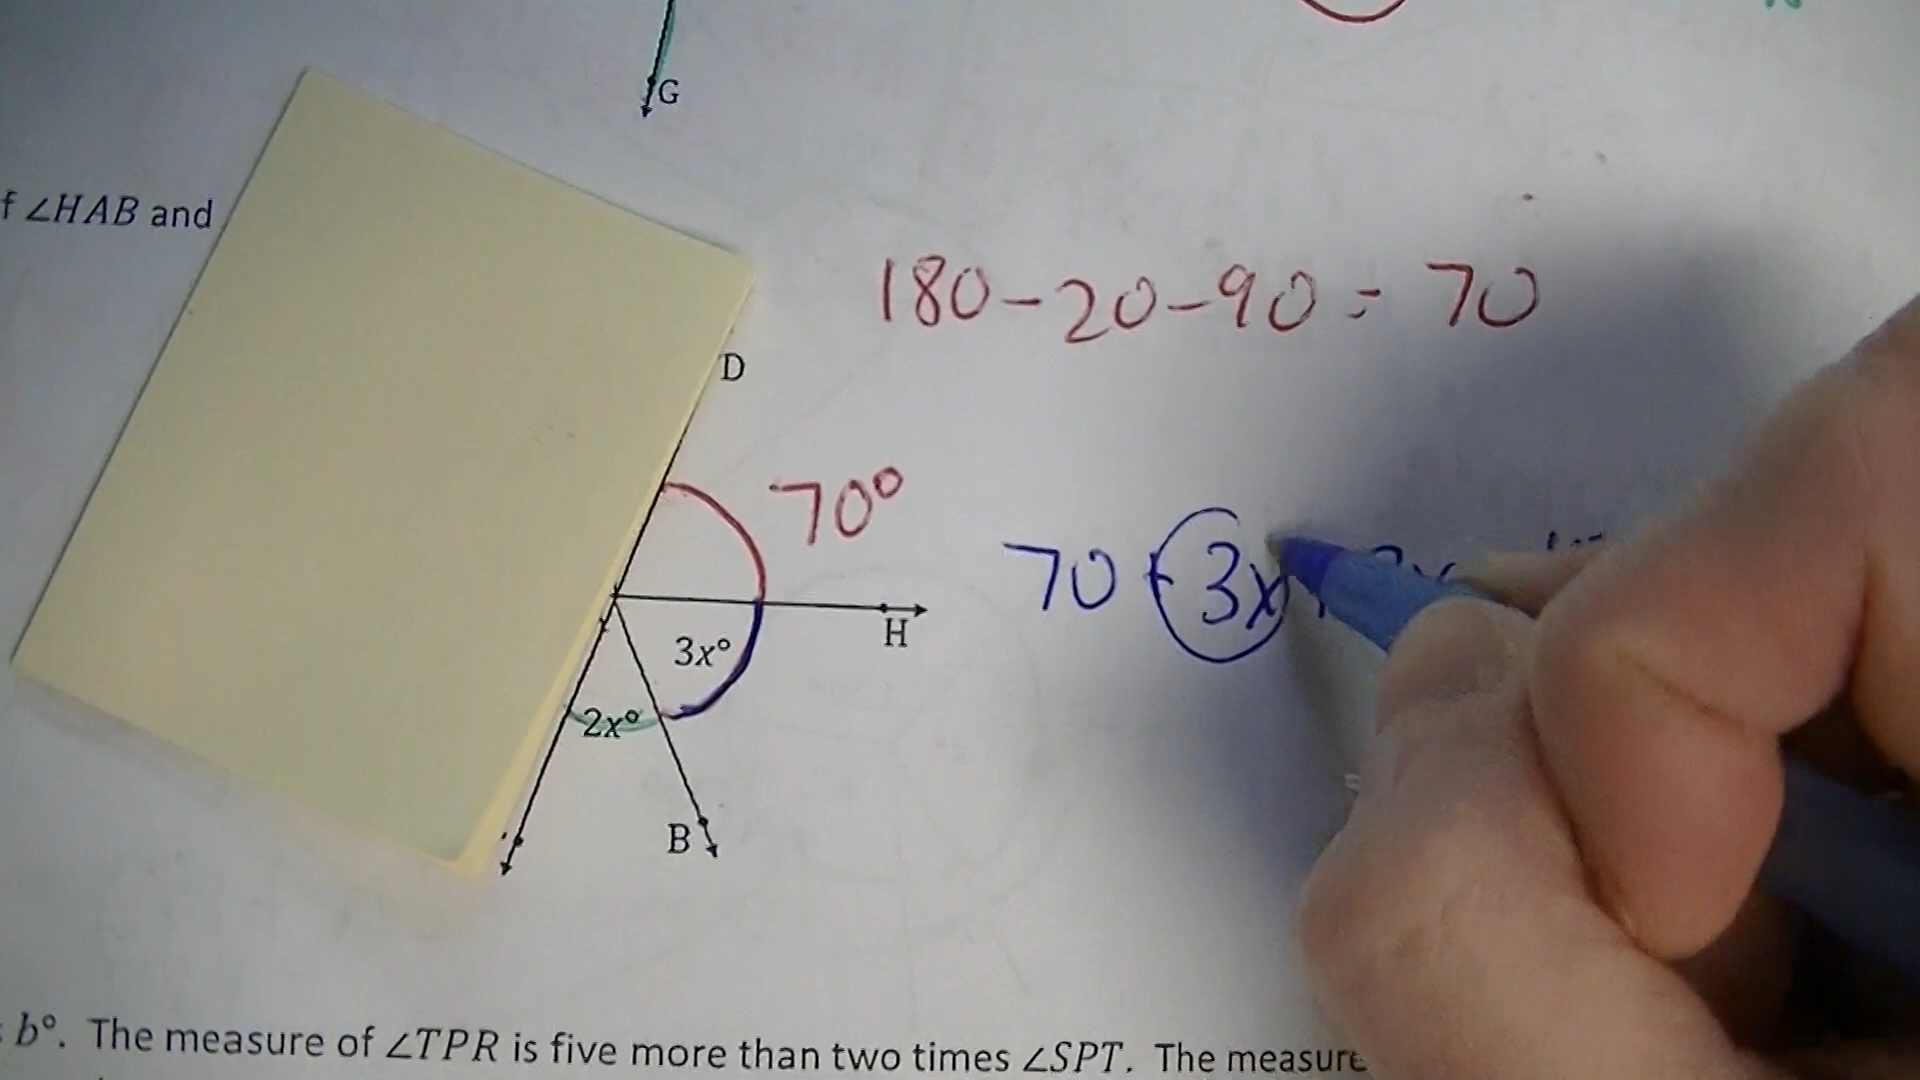 G
f ∠HAB and
180-20-90=70
D
70°
70 + 3x +
H
3x°
2x°
B
b°. The measure of ∠TPR is five more than two times ∠SPT. The measure